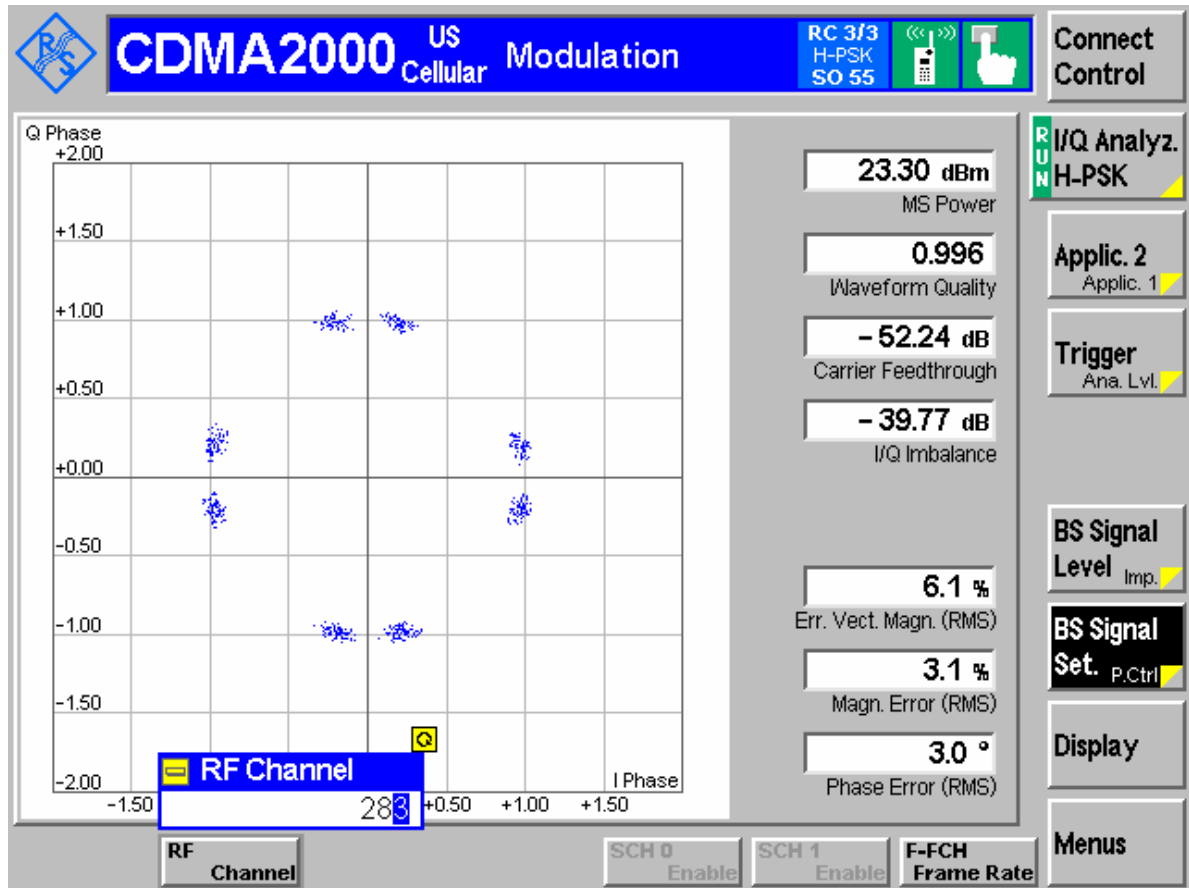 R&S
CDMA2000 US Cellular Modulation
RC 3/3
H-PSK
SO 55
Connect
Control
Q Phase
+2.00
+1.50
+1.00
+0.50
+0.00
-0.50
-1.00
-1.50
-2.00
-1.50
+0.50
+1.00
+1.50
I Phase
Q
RF Channel
283
23.30 dBm
MS Power
0.996
Waveform Quality
-52.24 dB
Carrier Feedthrough
-39.77 dB
I/Q Imbalance
6.1 %
Err. Vect. Magn. (RMS)
3.1 %
Magn. Error (RMS)
3.0 °
Phase Error (RMS)
RUN
I/Q Analyz.
H-PSK
Applic. 2
Applic. 1
Trigger
Ana. Lvl.
BS Signal
Level Imp.
BS Signal
Set. P.Ctrl
Display
Menus
RF
Channel
SCH 0
Enable
SCH 1
Enable
F-FCH
Frame Rate